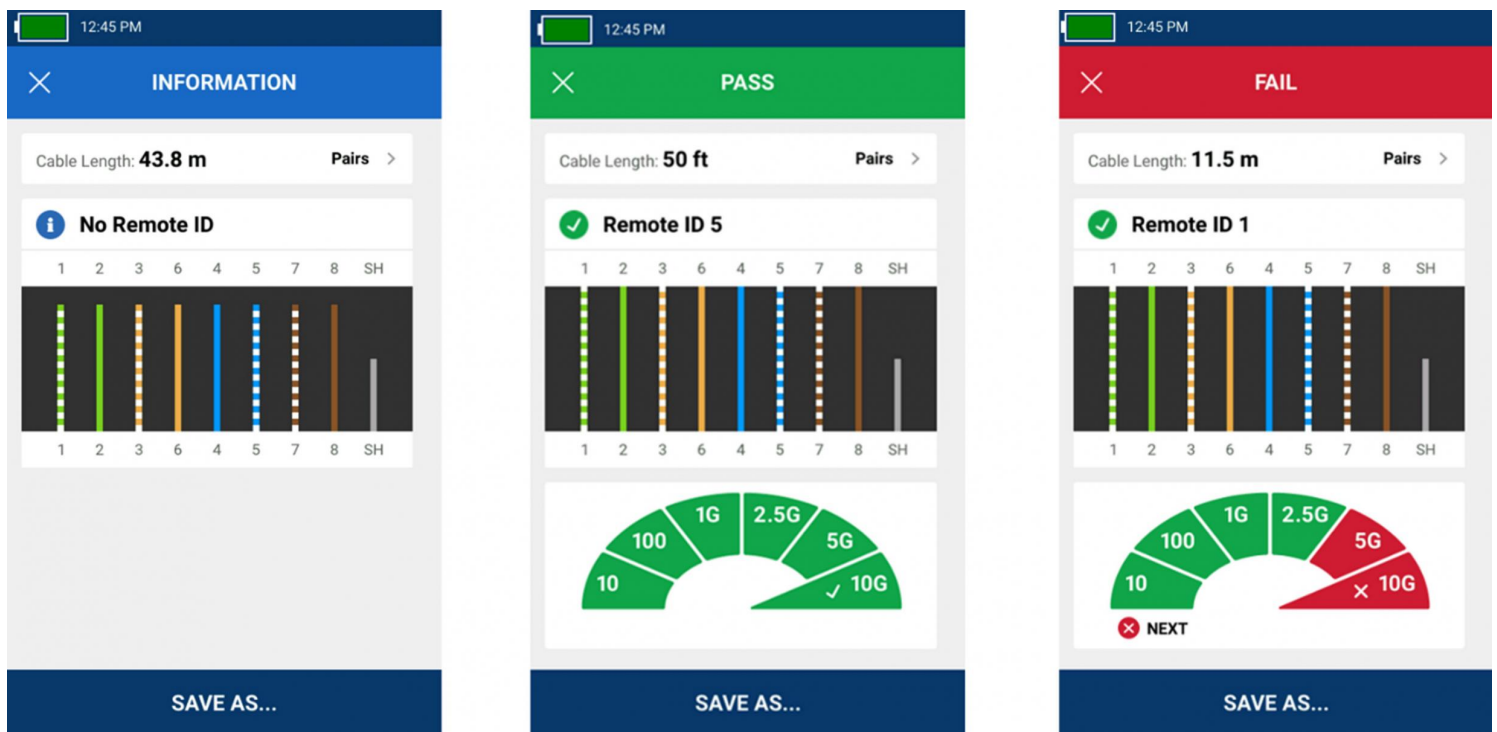 12:45 PM
INFORMATION
Cable Length: 43.8 m Pairs
No Remote ID
1 2 3 6 4 5 7 8 SH
1 2 3 6 4 5 7 8 SH
SAVE AS...
12:45 PM
PASS
Cable Length: 50 ft Pairs
Remote ID 5
1 2 3 6 4 5 7 8 SH
1 2 3 6 4 5 7 8 SH
10 100 1G 2.5G 5G 10G
SAVE AS...
12:45 PM
FAIL
Cable Length: 11.5 m Pairs
Remote ID 1
1 2 3 6 4 5 7 8 SH
1 2 3 6 4 5 7 8 SH
10 100 1G 2.5G 5G 10G
NEXT
SAVE AS...